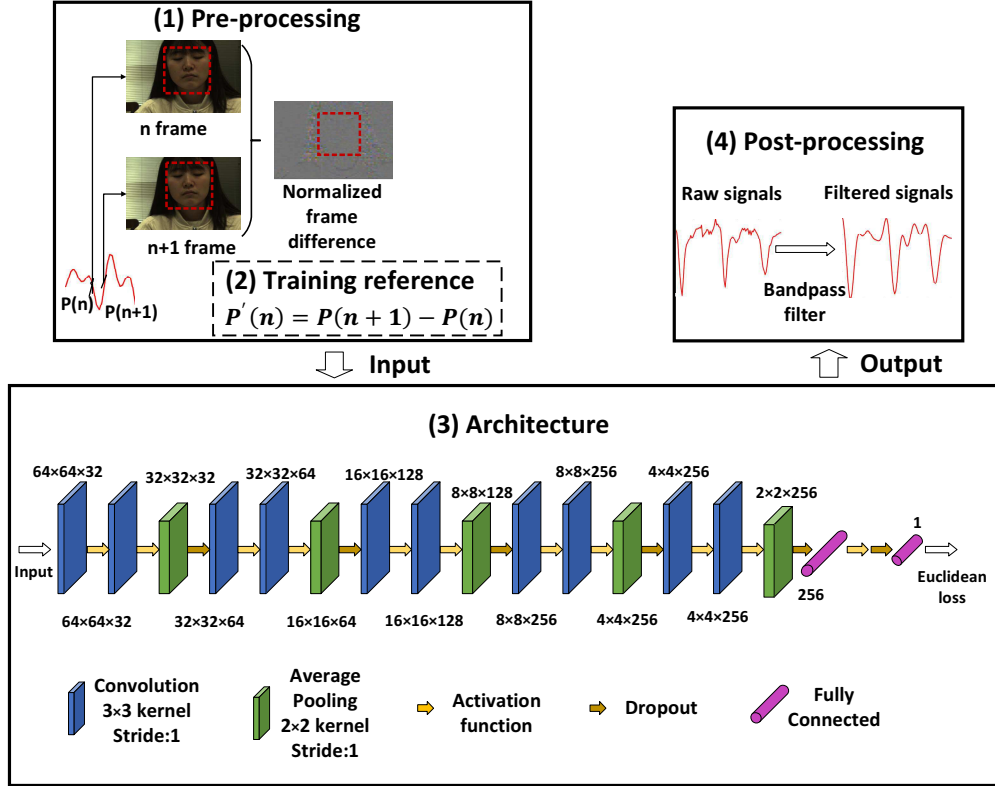 (1) Pre-processing
n frame
n+1 frame
Normalized
frame
difference
P(n)
P(n+1)
(2) Training reference
P′(n) = P(n + 1) − P(n)
Input
(4) Post-processing
Raw signals
Filtered signals
Bandpass
filter
Output
(3) Architecture
64×64×32
32×32×32
32×32×64
16×16×128
8×8×128
8×8×256
4×4×256
2×2×256
1
Input
256
Euclidean
loss
64×64×32
32×32×64
16×16×64
16×16×128
8×8×256
4×4×256
4×4×256
Convolution
3×3 kernel
Stride:1
Average
Pooling
2×2 kernel
Stride:1
Activation
function
Dropout
Fully
Connected